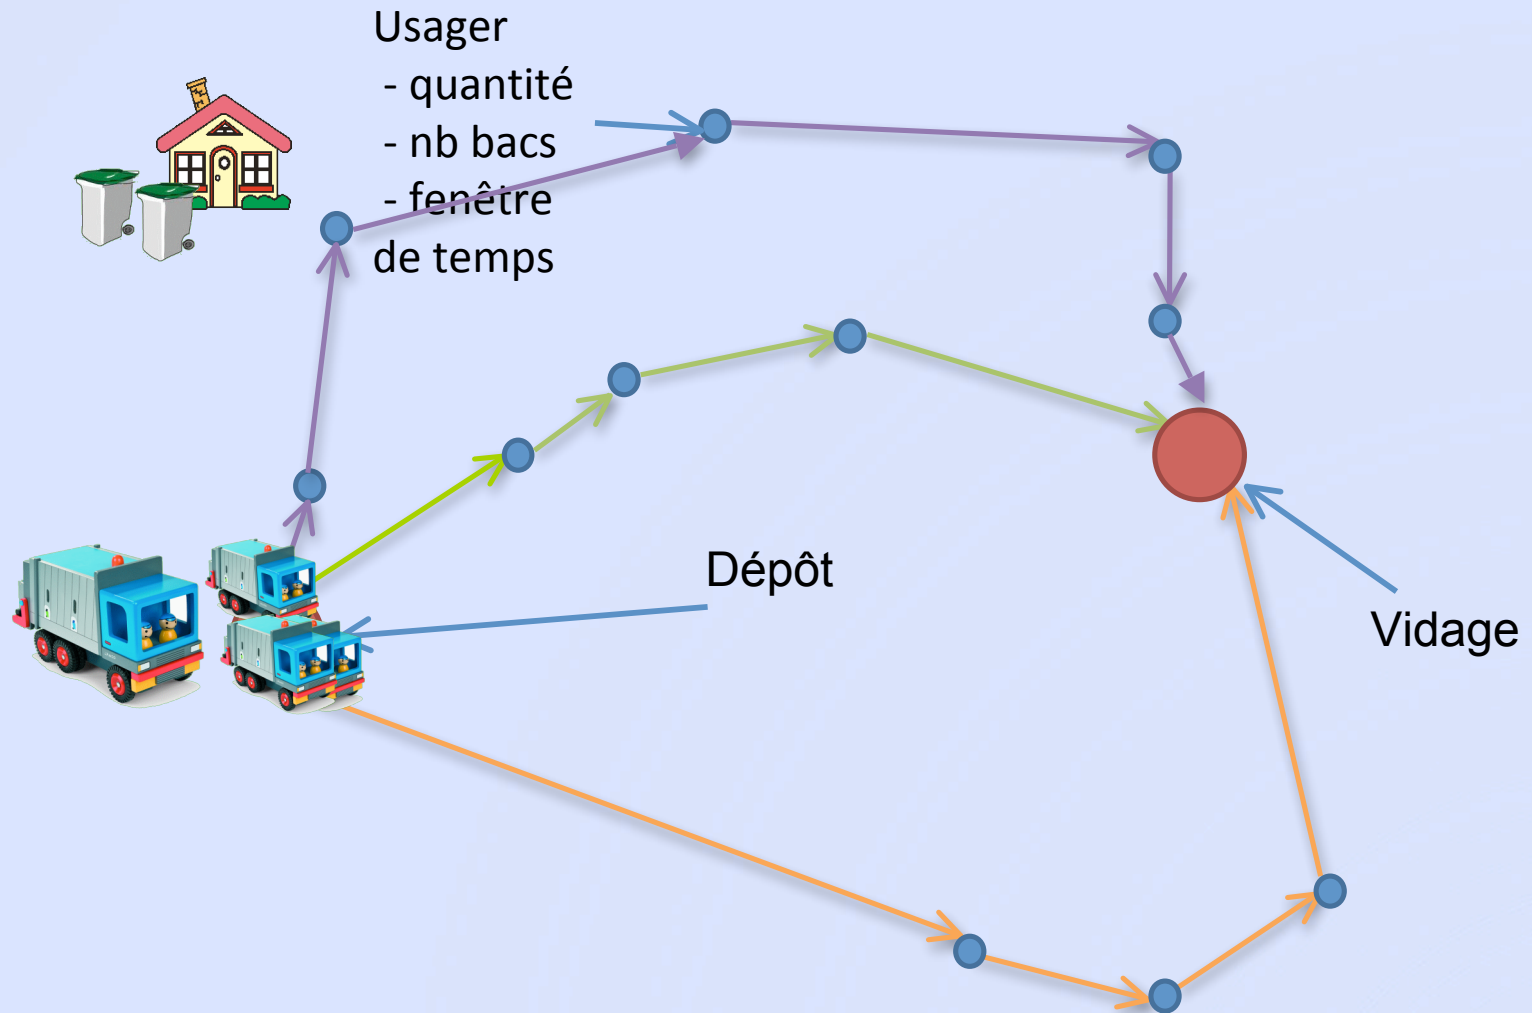 Usager
- quantité
- nb bacs
- fenêtre
de temps
Dépôt
Vidage